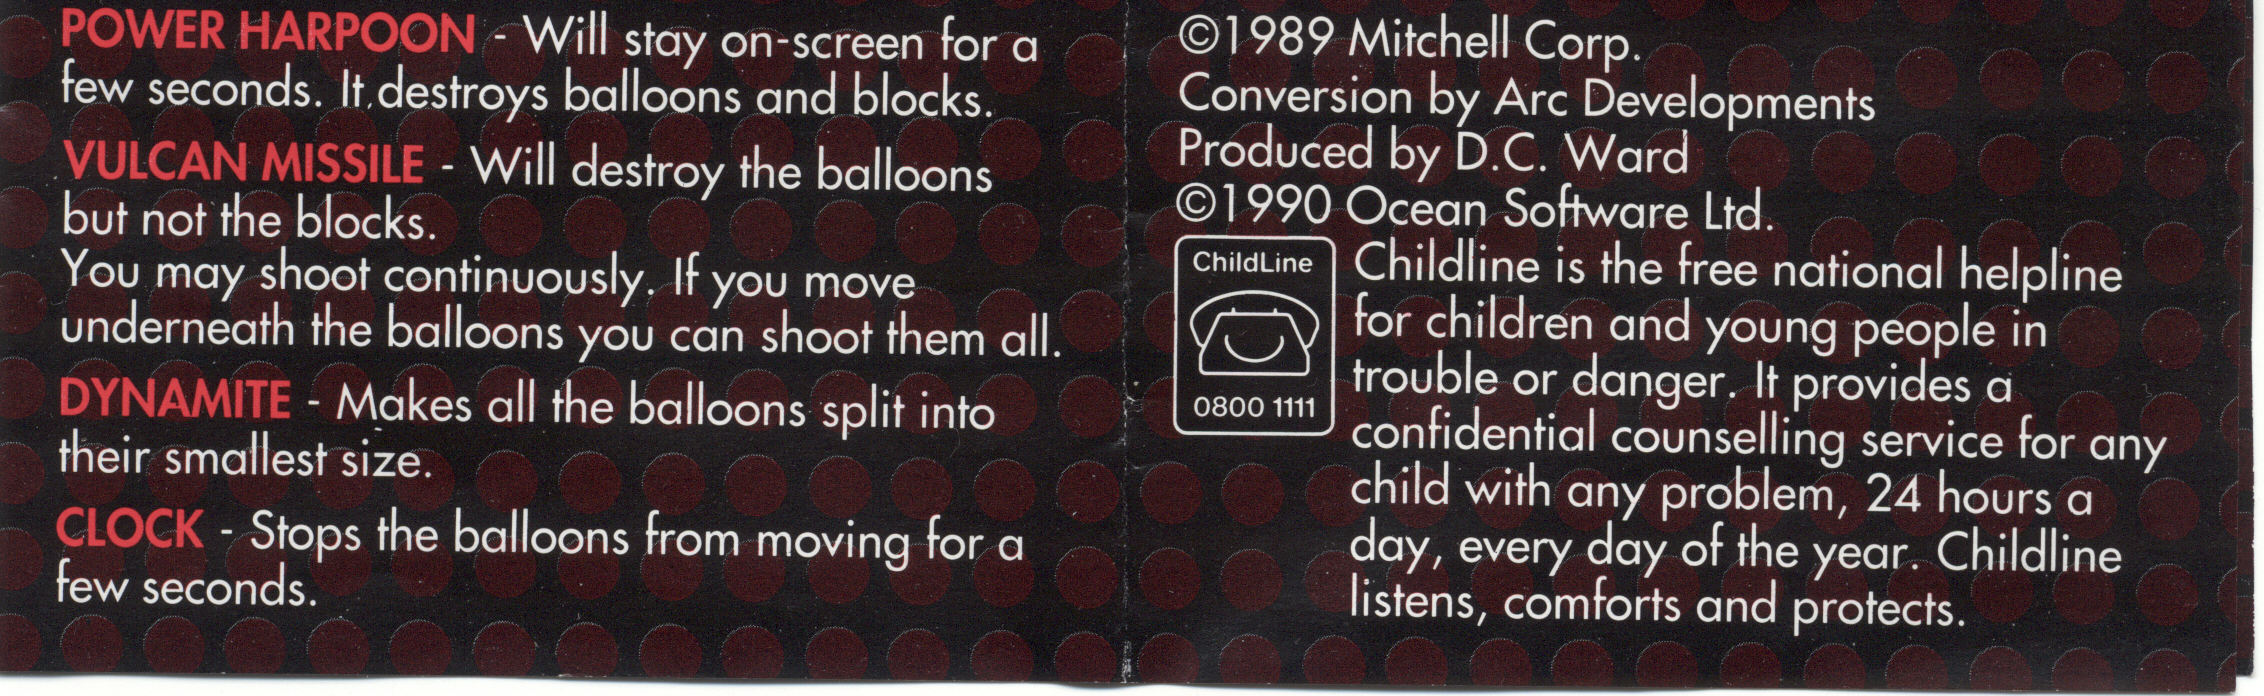 POWER HARPOON - Will stay on-screen for a
few seconds. It destroys balloons and blocks.
VULCAN MISSILE - Will destroy the balloons
but not the blocks.
You may shoot continuously. If you move
underneath the balloons you can shoot them all.
DYNAMITE - Makes all the balloons split into
their smallest size.
CLOCK - Stops the balloons from moving for a
few seconds.
©1989 Mitchell Corp.
Conversion by Arc Developments
Produced by D.C. Ward
©1990 Ocean Software Ltd.
ChildLine
0800 1111
Childline is the free national helpline
for children and young people in
trouble or danger. It provides a
confidential counselling service for any
child with any problem, 24 hours a
day, every day of the year. Childline
listens, comforts and protects.